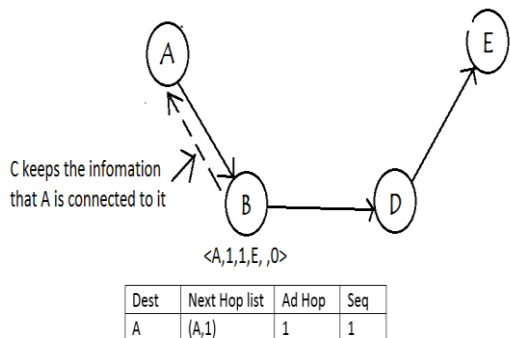 A
E
C keeps the infomation
that A is connected to it
B
D
<A,1,1,E, ,0>
Dest Next Hop list Ad Hop Seq
A (A,1) 1 1